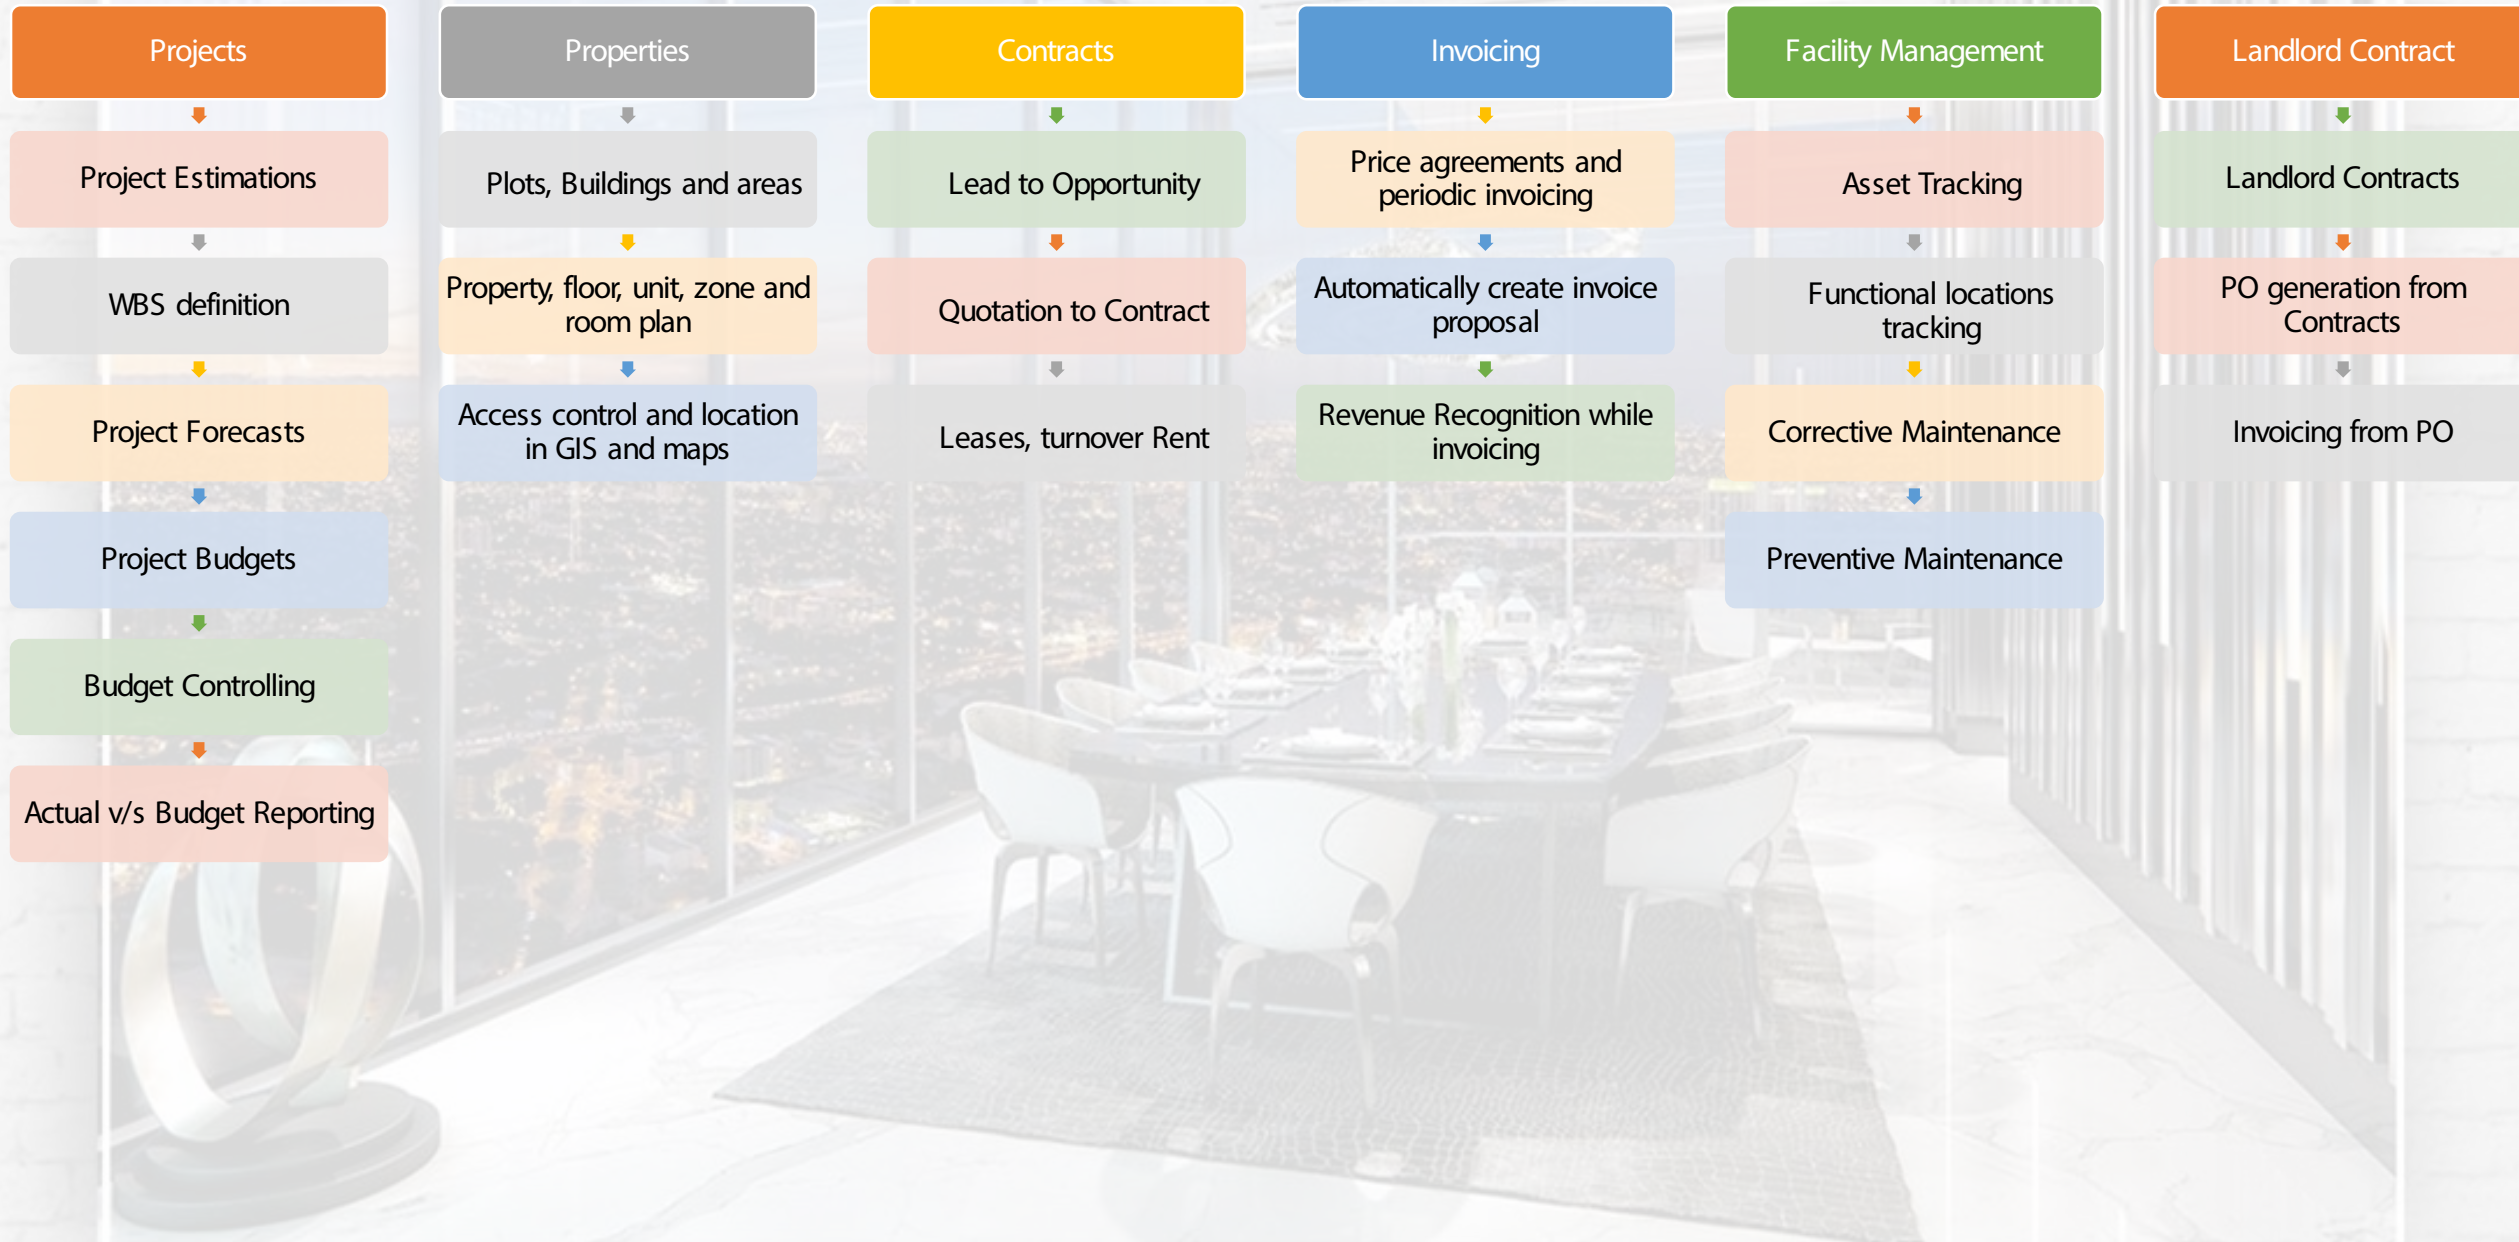 Projects
Project Estimations
WBS definition
Project Forecasts
Project Budgets
Budget Controlling
Actual v/s Budget Reporting
Properties
Plots, Buildings and areas
Property, floor, unit, zone and
room plan
Access control and location
in GIS and maps
Contracts
Lead to Opportunity
Quotation to Contract
Leases, turnover Rent
Invoicing
Price agreements and
periodic invoicing
Automatically create invoice
proposal
Revenue Recognition while
invoicing
Facility Management
Asset Tracking
Functional locations
tracking
Corrective Maintenance
Preventive Maintenance
Landlord Contract
Landlord Contracts
PO generation from
Contracts
Invoicing from PO